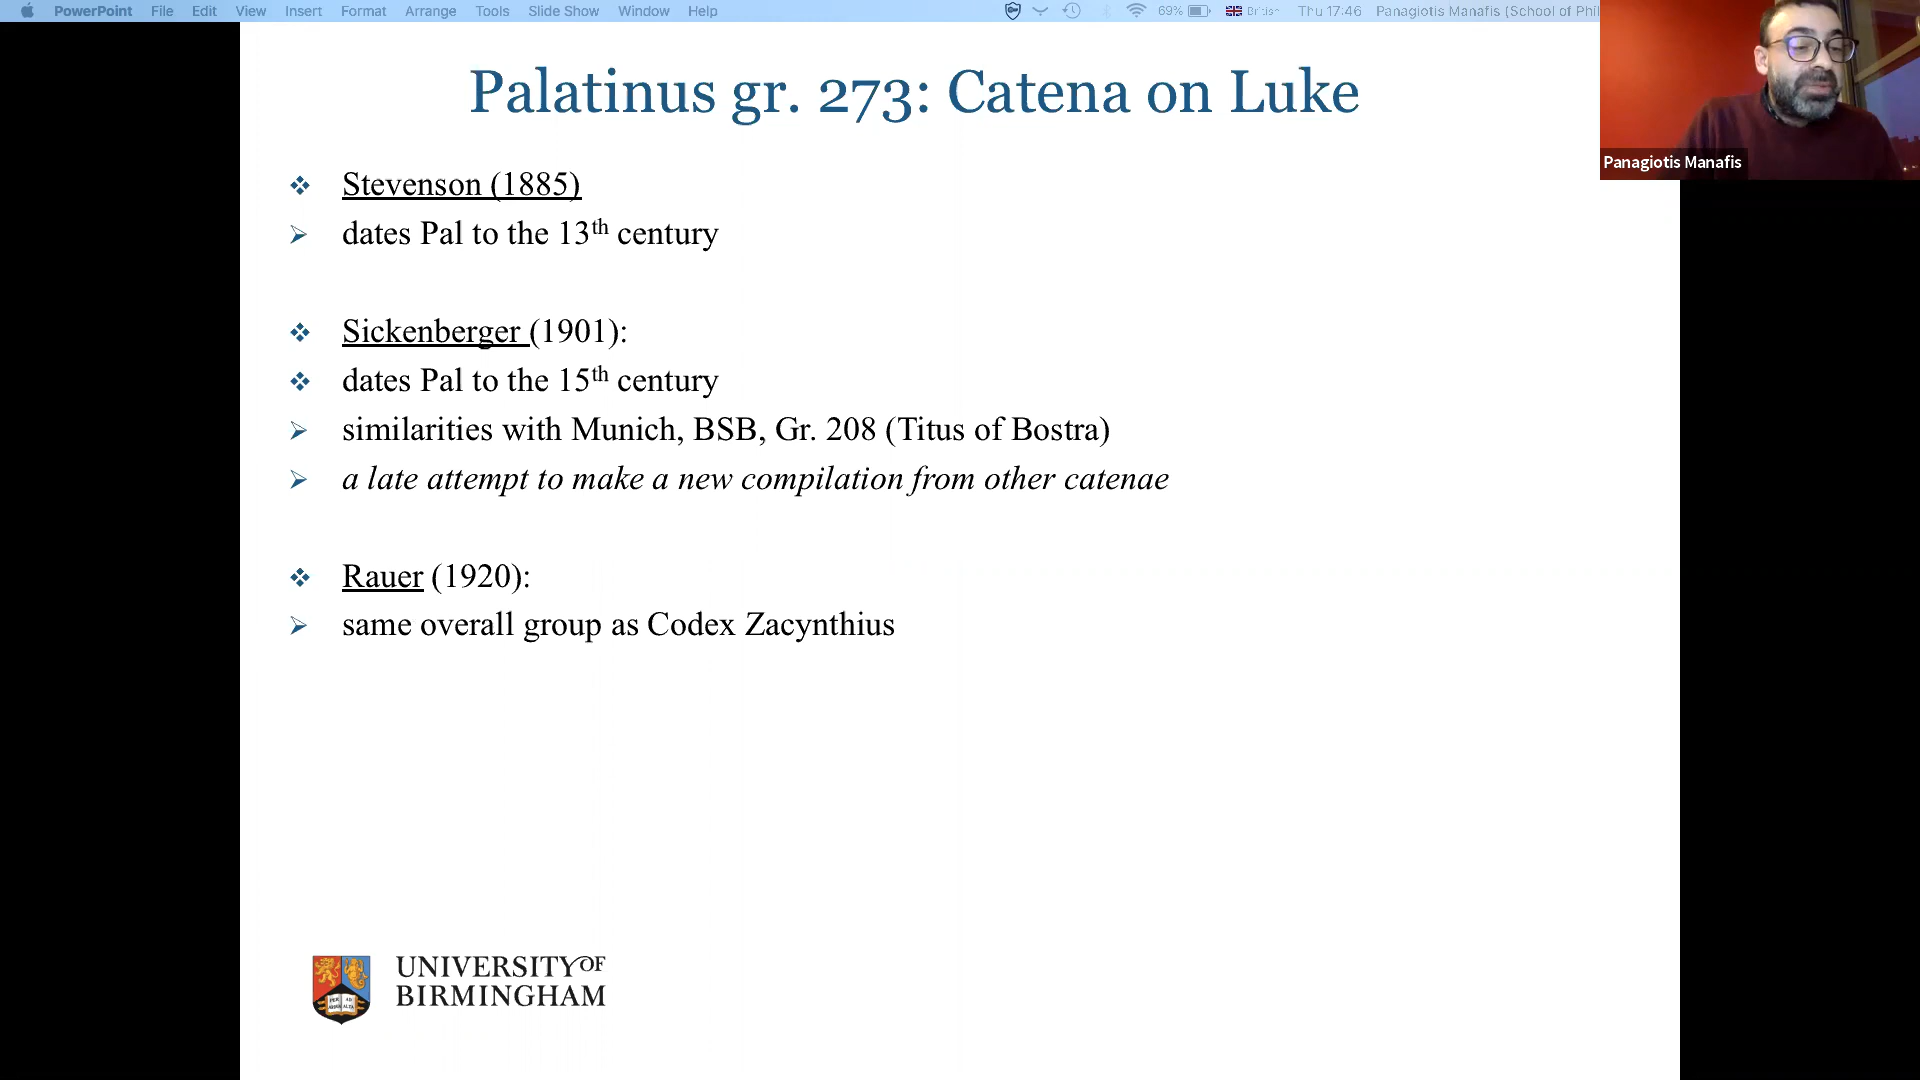 PowerPoint File Edit View Insert Format Arrange Tools Slide Show Window Help 69% British Thu 17:46 Panagiotis Manafis (School of Phil
Palatinus gr. 273: Catena on Luke
Panagiotis Manafis
Stevenson (1885)
dates Pal to the 13th century
Sickenberger (1901):
dates Pal to the 15th century
similarities with Munich, BSB, Gr. 208 (Titus of Bostra)
a late attempt to make a new compilation from other catenae
Rauer (1920):
same overall group as Codex Zacynthius
UNIVERSITY OF
BIRMINGHAM